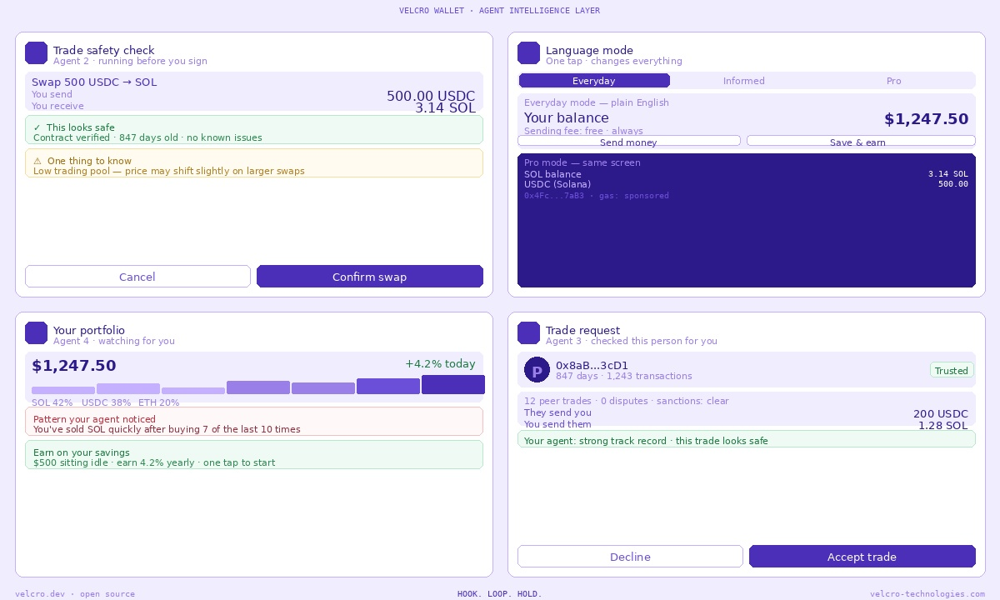 VELCRO WALLET · AGENT INTELLIGENCE LAYER
Trade safety check
Agent 2 · running before you sign
Swap 500 USDC → SOL
You send 500.00 USDC
You receive 3.14 SOL
✓ This looks safe
Contract verified · 847 days old · no known issues
⚠ One thing to know
Low trading pool — price may shift slightly on larger swaps
Cancel Confirm swap
Language mode
One tap · changes everything
Everyday Informed Pro
Everyday mode — plain English
Your balance $1,247.50
Sending fee: free · always
Send money Save & earn
Pro mode — same screen
SOL balance 3.14 SOL
USDC (Solana) 500.00
0x4Fc...7aB3 · gas: sponsored
Your portfolio
Agent 4 · watching for you
$1,247.50 +4.2% today
SOL 42% USDC 38% ETH 20%
Pattern your agent noticed
You've sold SOL quickly after buying 7 of the last 10 times
Earn on your savings
$500 sitting idle · earn 4.2% yearly · one tap to start
Trade request
Agent 3 · checked this person for you
P
0x8aB...3cD1
847 days · 1,243 transactions
Trusted
12 peer trades · 0 disputes · sanctions: clear
They send you 200 USDC
You send them 1.28 SOL
Your agent: strong track record · this trade looks safe
Decline Accept trade
velcro.dev · open source
HOOK. LOOP. HOLD.
velcro-technologies.com